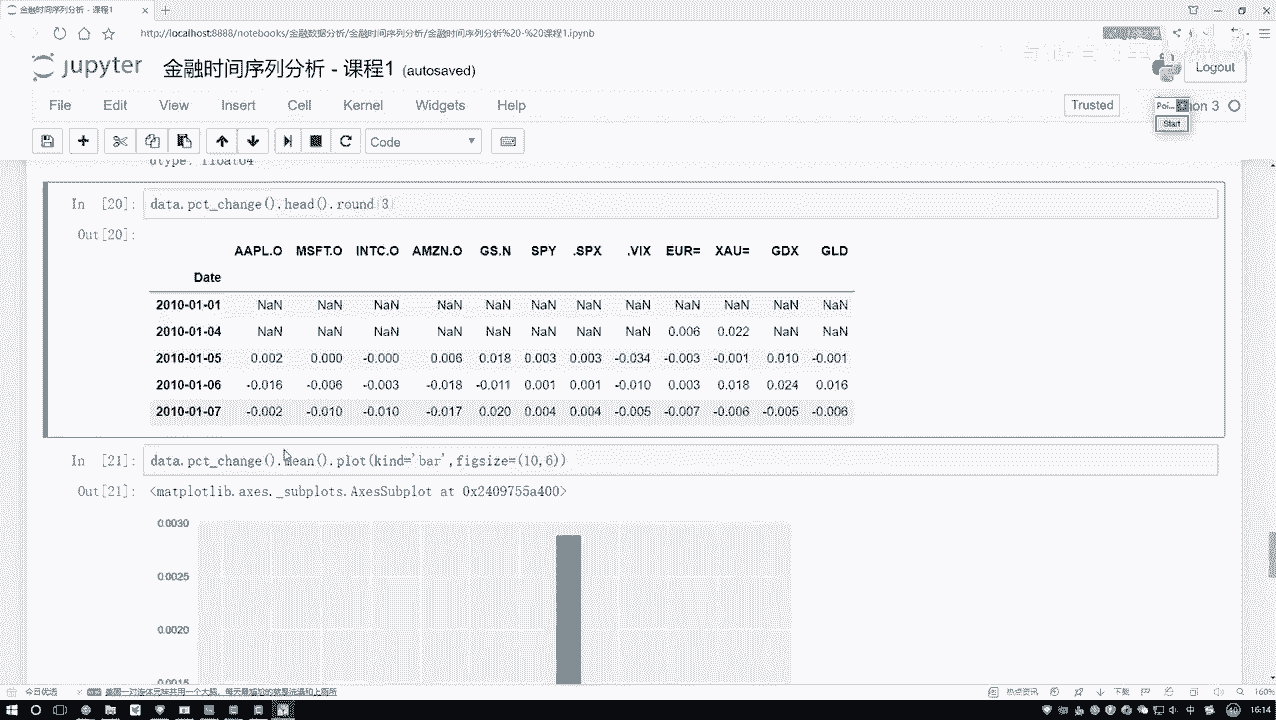 金融时间序列分析 - 课程1
http://localhost:8888/notebooks/金融数据分析/金融时间序列分析/金融时间序列分析%20-%20课程1.ipynb
jupyter 金融时间序列分析 - 课程1 (autosaved)
Logout
File Edit View Insert Cell Kernel Widgets Help
Trusted
Poi...
on 3
Start
Code
dtype: float64
In [20]: data.pct_change().head().round(3)
Out[20]:
AAPL.O MSFT.O INTC.O AMZN.O GS.N SPY .SPX .VIX EUR= XAU= GDX GLD
Date
2010-01-01 NaN NaN NaN NaN NaN NaN NaN NaN NaN NaN NaN NaN
2010-01-04 NaN NaN NaN NaN NaN NaN NaN NaN 0.006 0.022 NaN NaN
2010-01-05 0.002 0.000 -0.000 0.006 0.018 0.003 0.003 -0.034 -0.003 -0.001 0.010 -0.001
2010-01-06 -0.016 -0.006 -0.003 -0.018 -0.011 0.001 0.001 -0.010 0.003 0.018 0.024 0.016
2010-01-07 -0.002 -0.010 -0.010 -0.017 0.020 0.004 0.004 -0.005 -0.007 -0.006 -0.005 -0.006
In [21]: data.pct_change().mean().plot(kind='bar',figsize=(10,6))
Out[21]: <matplotlib.axes._subplots.AxesSubplot at 0x2409755a400>
0.0030
0.0025
0.0020
0.0015
今日优选
热点资讯
下载
160%
中
16:14